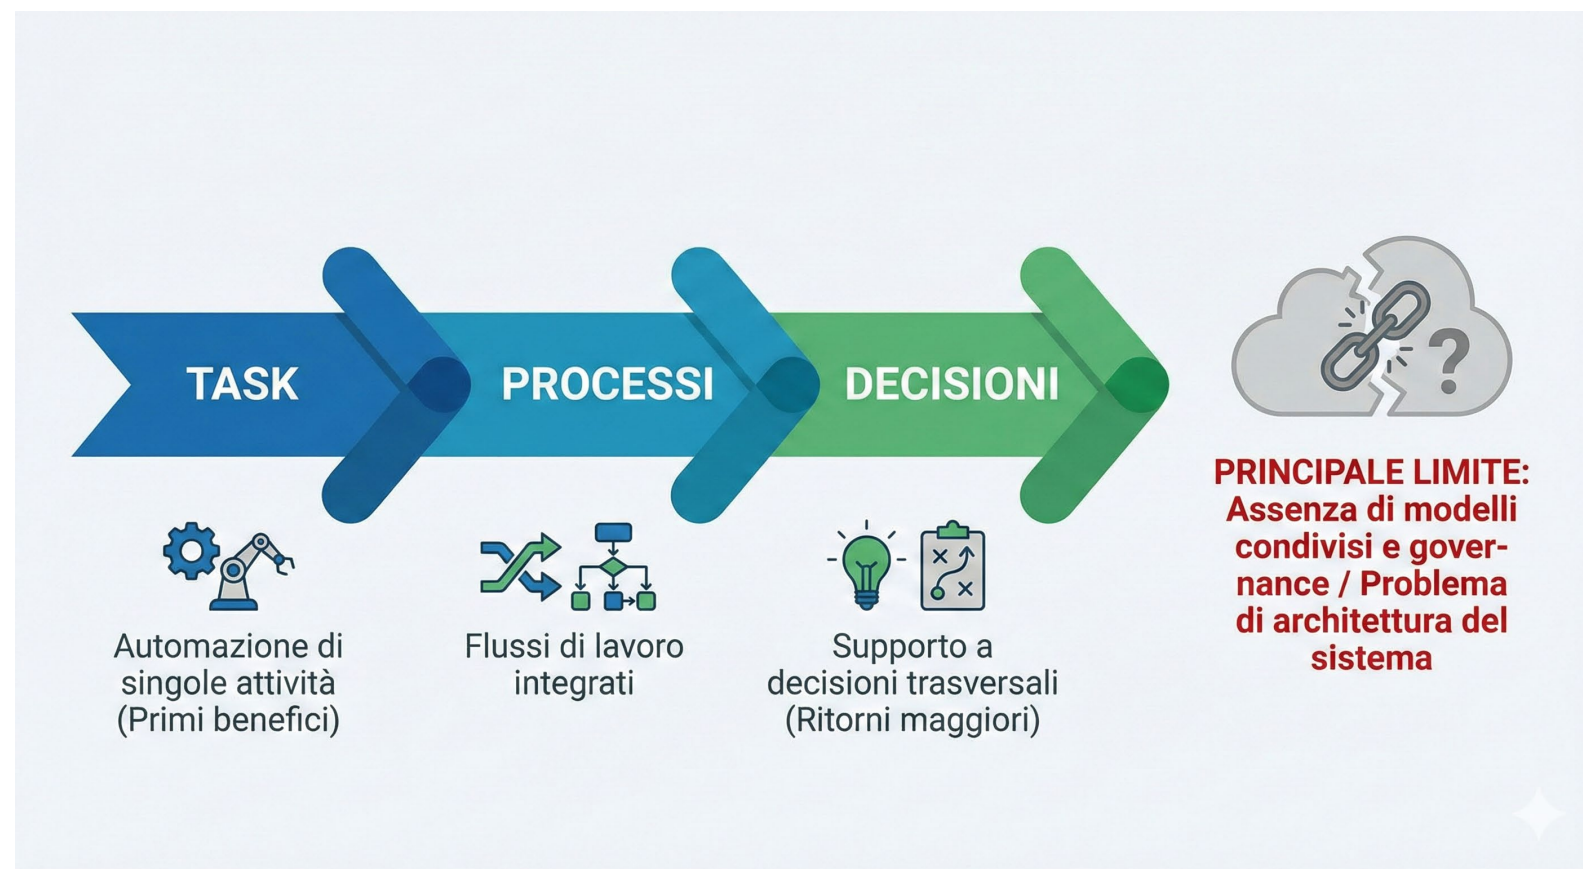 TASK
PROCESSI
DECISIONI
Automazione di
singole attività
(Primi benefici)
Flussi di lavoro
integrati
Supporto a
decisioni trasversali
(Ritorni maggiori)
?
PRINCIPALE LIMITE:
Assenza di modelli
condivisi e gover-
nance / Problema
di architettura del
sistema